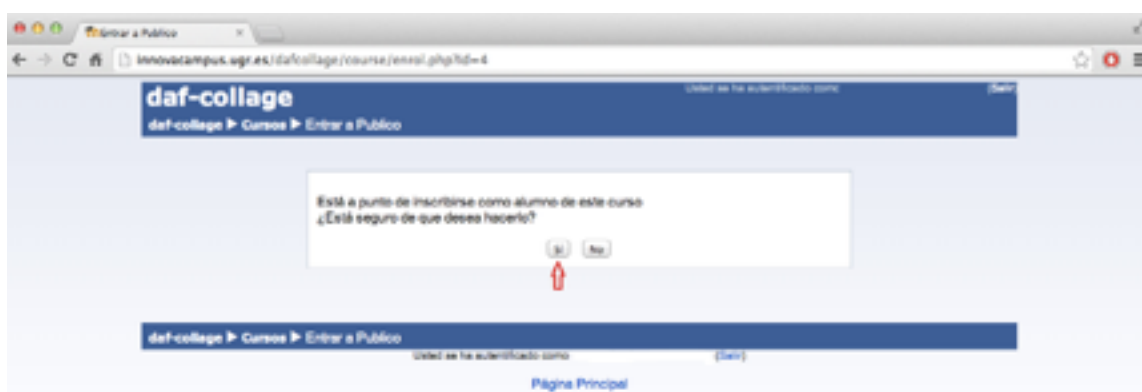 Entrar a Publico
innovacampus.ugr.es/dafcollage/course/enrol.php?id=4
daf-collage
Usted se ha autentificado como (Salir)
daf-collage ▶ Cursos ▶ Entrar a Publico
Está a punto de inscribirse como alumno de este curso
¿Está seguro de que desea hacerlo?
Sí No
daf-collage ▶ Cursos ▶ Entrar a Publico
Usted se ha autentificado como (Salir)
Página Principal